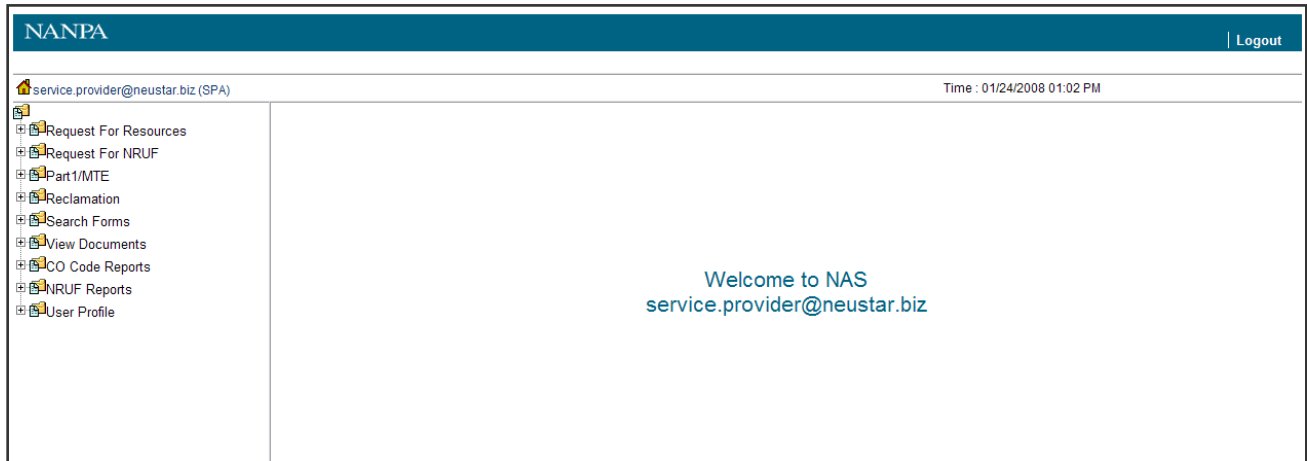 NANPA
Logout
service.provider@neustar.biz (SPA)
Time : 01/24/2008 01:02 PM
Request For Resources
Request For NRUF
Part1/MTE
Reclamation
Search Forms
View Documents
CO Code Reports
NRUF Reports
User Profile
Welcome to NAS
service.provider@neustar.biz